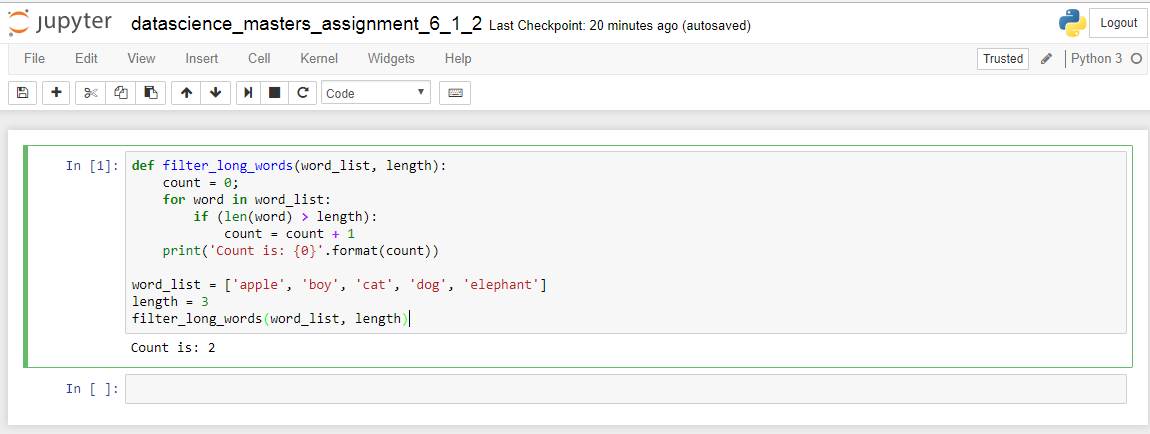 jupyter datascience_masters_assignment_6_1_2 Last Checkpoint: 20 minutes ago (autosaved) Logout
File Edit View Insert Cell Kernel Widgets Help Trusted Python 3
Code
In [1]: def filter_long_words(word_list, length):
    count = 0;
    for word in word_list:
        if (len(word) > length):
            count = count + 1
    print('Count is: {0}'.format(count))
word_list = ['apple', 'boy', 'cat', 'dog', 'elephant']
length = 3
filter_long_words(word_list, length)
Count is: 2
In [ ]: